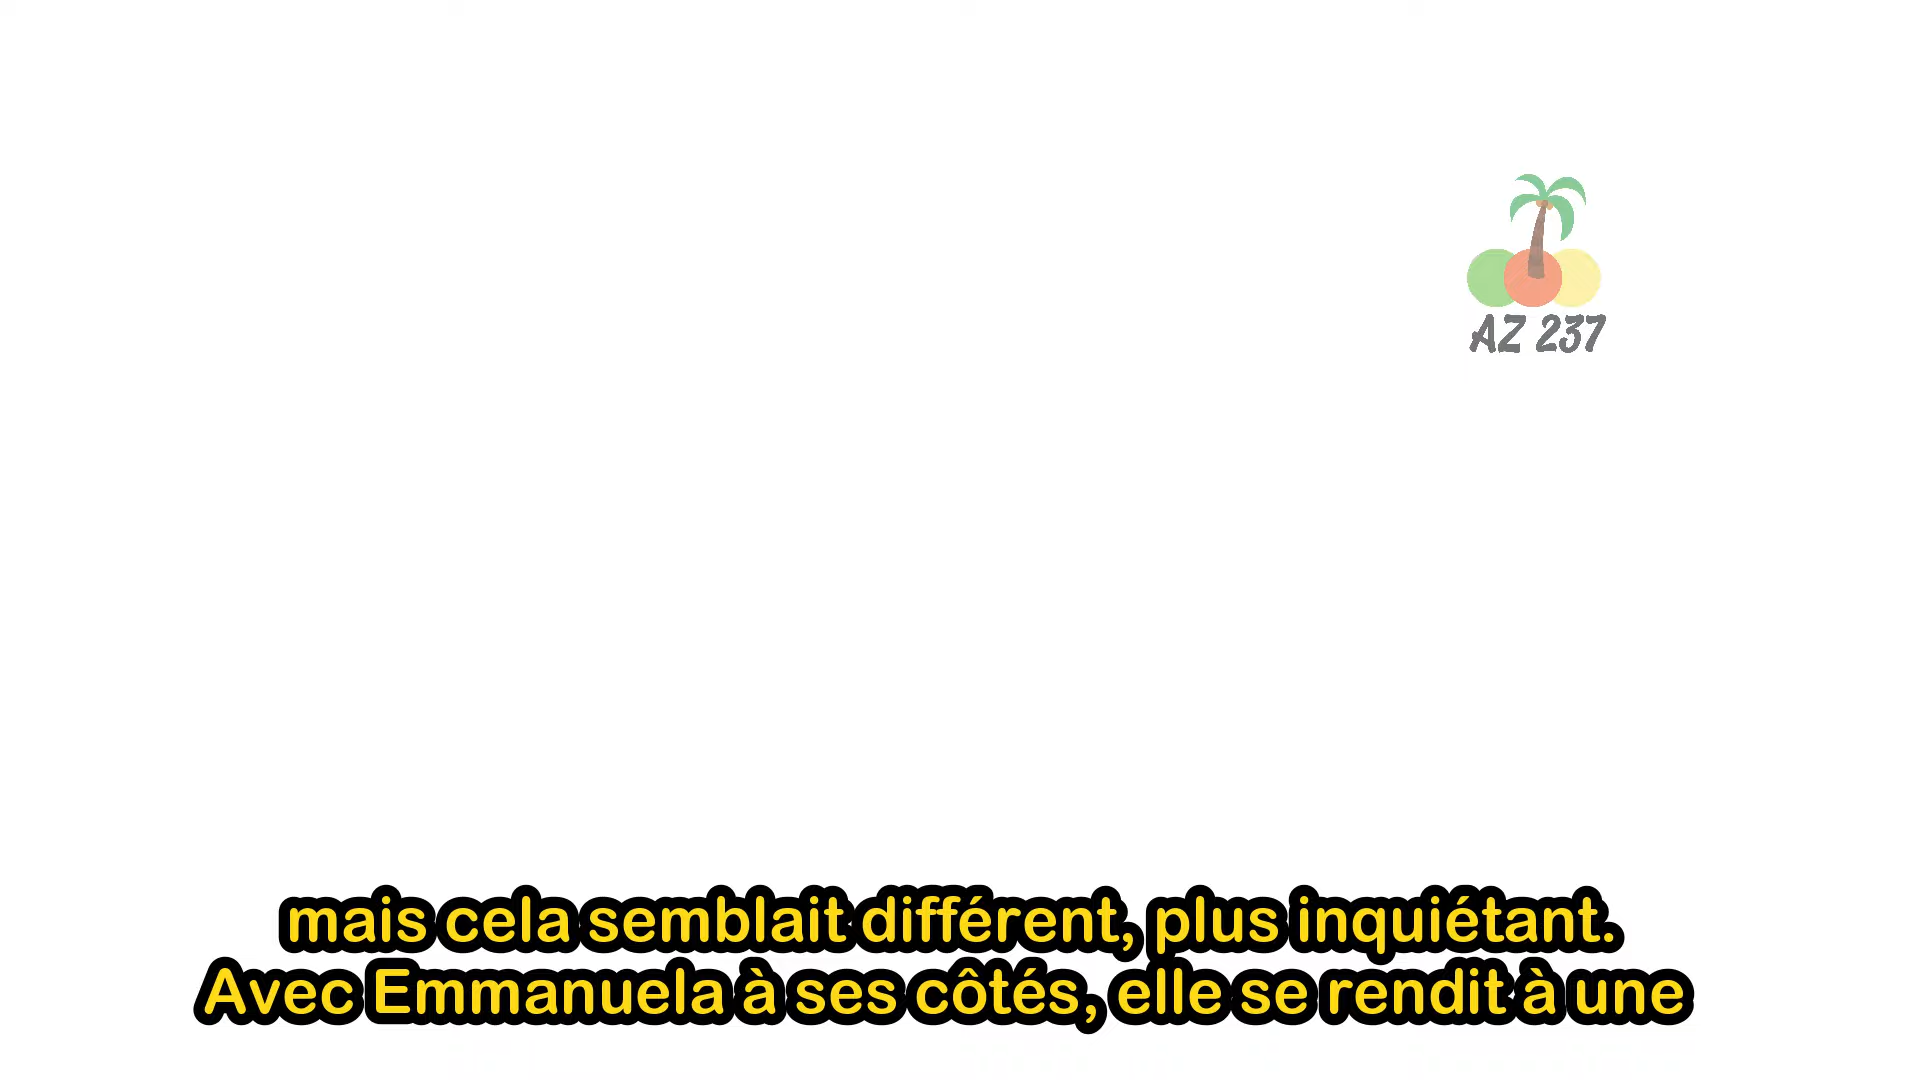 AZ 237
mais cela semblait différent, plus inquiétant.
Avec Emmanuela à ses côtés, elle se rendit à une